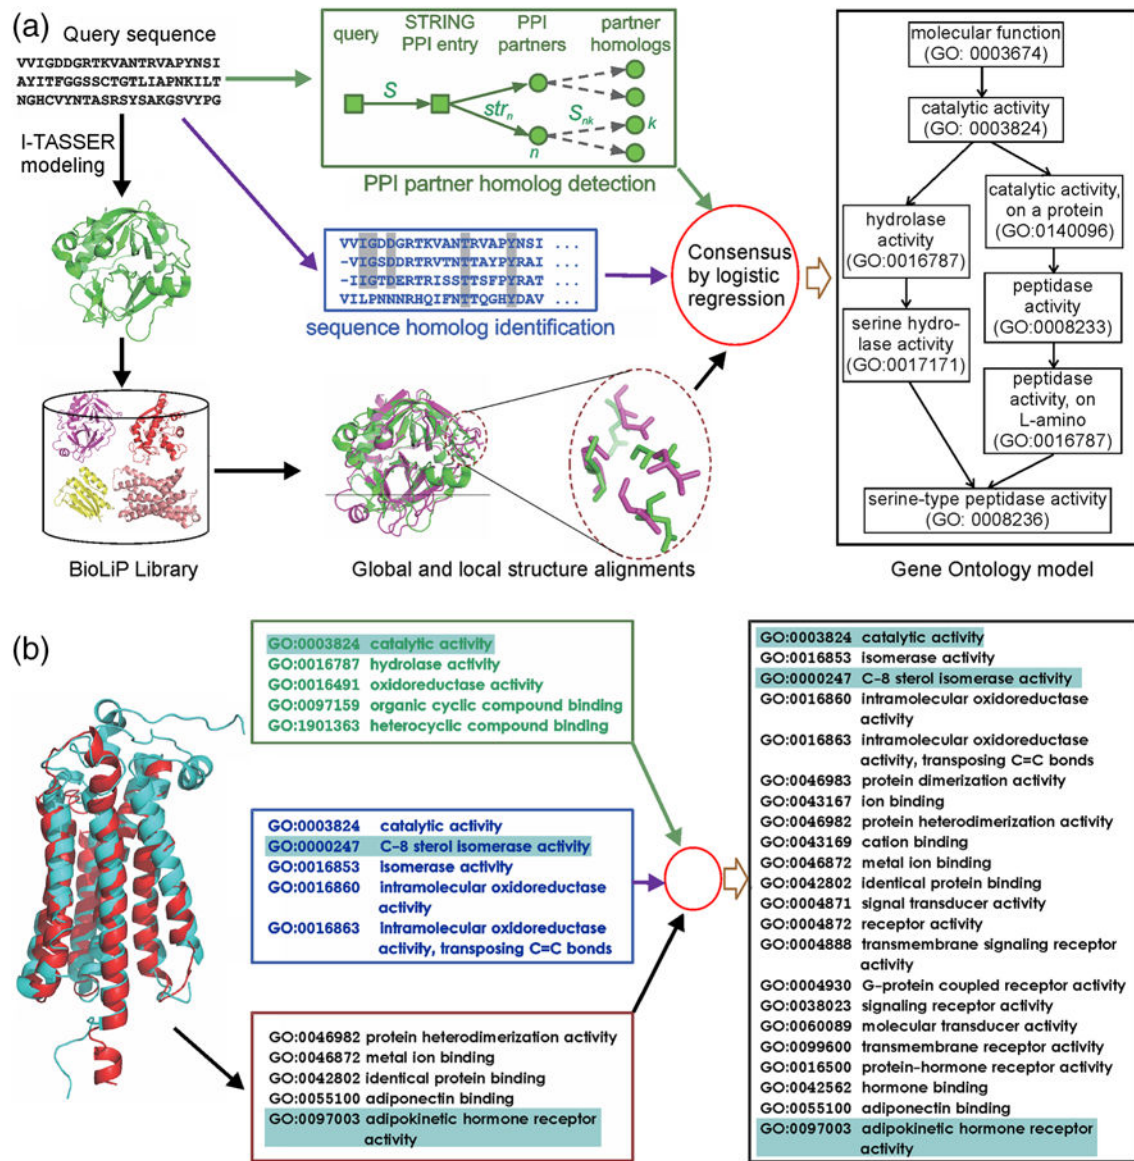 (a)
Query sequence
VVIGDDGRTKVANTRVAPYNSI
AYITFGGSSCTGTLIAPNKILT
NGHCVYNTASRSYSAKGSVYPG
I-TASSER
modeling
BioLiP Library
query
STRING
PPI entry
PPI
partners
partner
homologs
S
str n
S nk
n
k
PPI partner homolog detection
VVIGDDGRTKVANTRVAPYNSI ...
-VIGSDDRTRVTNTTAYPYRAI ...
-IIGTDERTRISSTTSFPYRAT ...
VILPNNNRHQIFNTTQGHYDAV ...
sequence homolog identification
Global and local structure alignments
Consensus
by logistic
regression
molecular function
(GO: 0003674)
catalytic activity
(GO: 0003824)
hydrolase
activity
(GO:0016787)
serine hydro-
lase activity
(GO:0017171)
catalytic activity,
on a protein
(GO:0140096)
peptidase
activity
(GO:0008233)
peptidase
activity, on
L-amino
(GO:0016787)
serine-type peptidase activity
(GO: 0008236)
Gene Ontology model
(b)
GO:0003824 catalytic activity
GO:0016787 hydrolase activity
GO:0016491 oxidoreductase activity
GO:0097159 organic cyclic compound binding
GO:1901363 heterocyclic compound binding
GO:0003824 catalytic activity
GO:0000247 C-8 sterol isomerase activity
GO:0016853 isomerase activity
GO:0016860 intramolecular oxidoreductase
activity
GO:0016863 intramolecular oxidoreductase
activity, transposing C=C bonds
GO:0046982 protein heterodimerization activity
GO:0046872 metal ion binding
GO:0042802 identical protein binding
GO:0055100 adiponectin binding
GO:0097003 adipokinetic hormone receptor
activity
GO:0003824 catalytic activity
GO:0016853 isomerase activity
GO:0000247 C-8 sterol isomerase activity
GO:0016860 intramolecular oxidoreductase
activity
GO:0016863 intramolecular oxidoreductase
activity, transposing C=C bonds
GO:0046983 protein dimerization activity
GO:0043167 ion binding
GO:0046982 protein heterodimerization activity
GO:0043169 cation binding
GO:0046872 metal ion binding
GO:0042802 identical protein binding
GO:0004871 signal transducer activity
GO:0004872 receptor activity
GO:0004888 transmembrane signaling receptor
activity
GO:0004930 G-protein coupled receptor activity
GO:0038023 signaling receptor activity
GO:0060089 molecular transducer activity
GO:0099600 transmembrane receptor activity
GO:0016500 protein-hormone receptor activity
GO:0042562 hormone binding
GO:0055100 adiponectin binding
GO:0097003 adipokinetic hormone receptor
activity